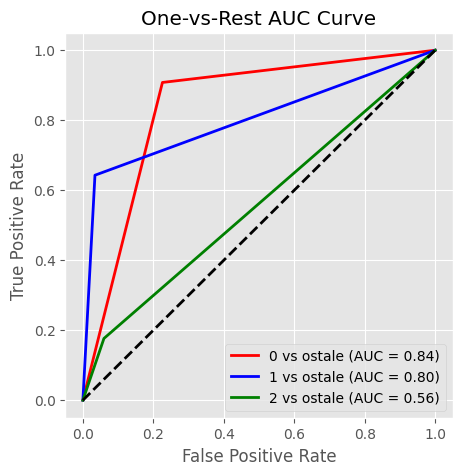 One-vs-Rest AUC Curve
1.0
0.8
0.6
0.4
0.2
0.0
True Positive Rate
0 vs ostale (AUC = 0.84)
1 vs ostale (AUC = 0.80)
2 vs ostale (AUC = 0.56)
0.0 0.2 0.4 0.6 0.8 1.0
False Positive Rate